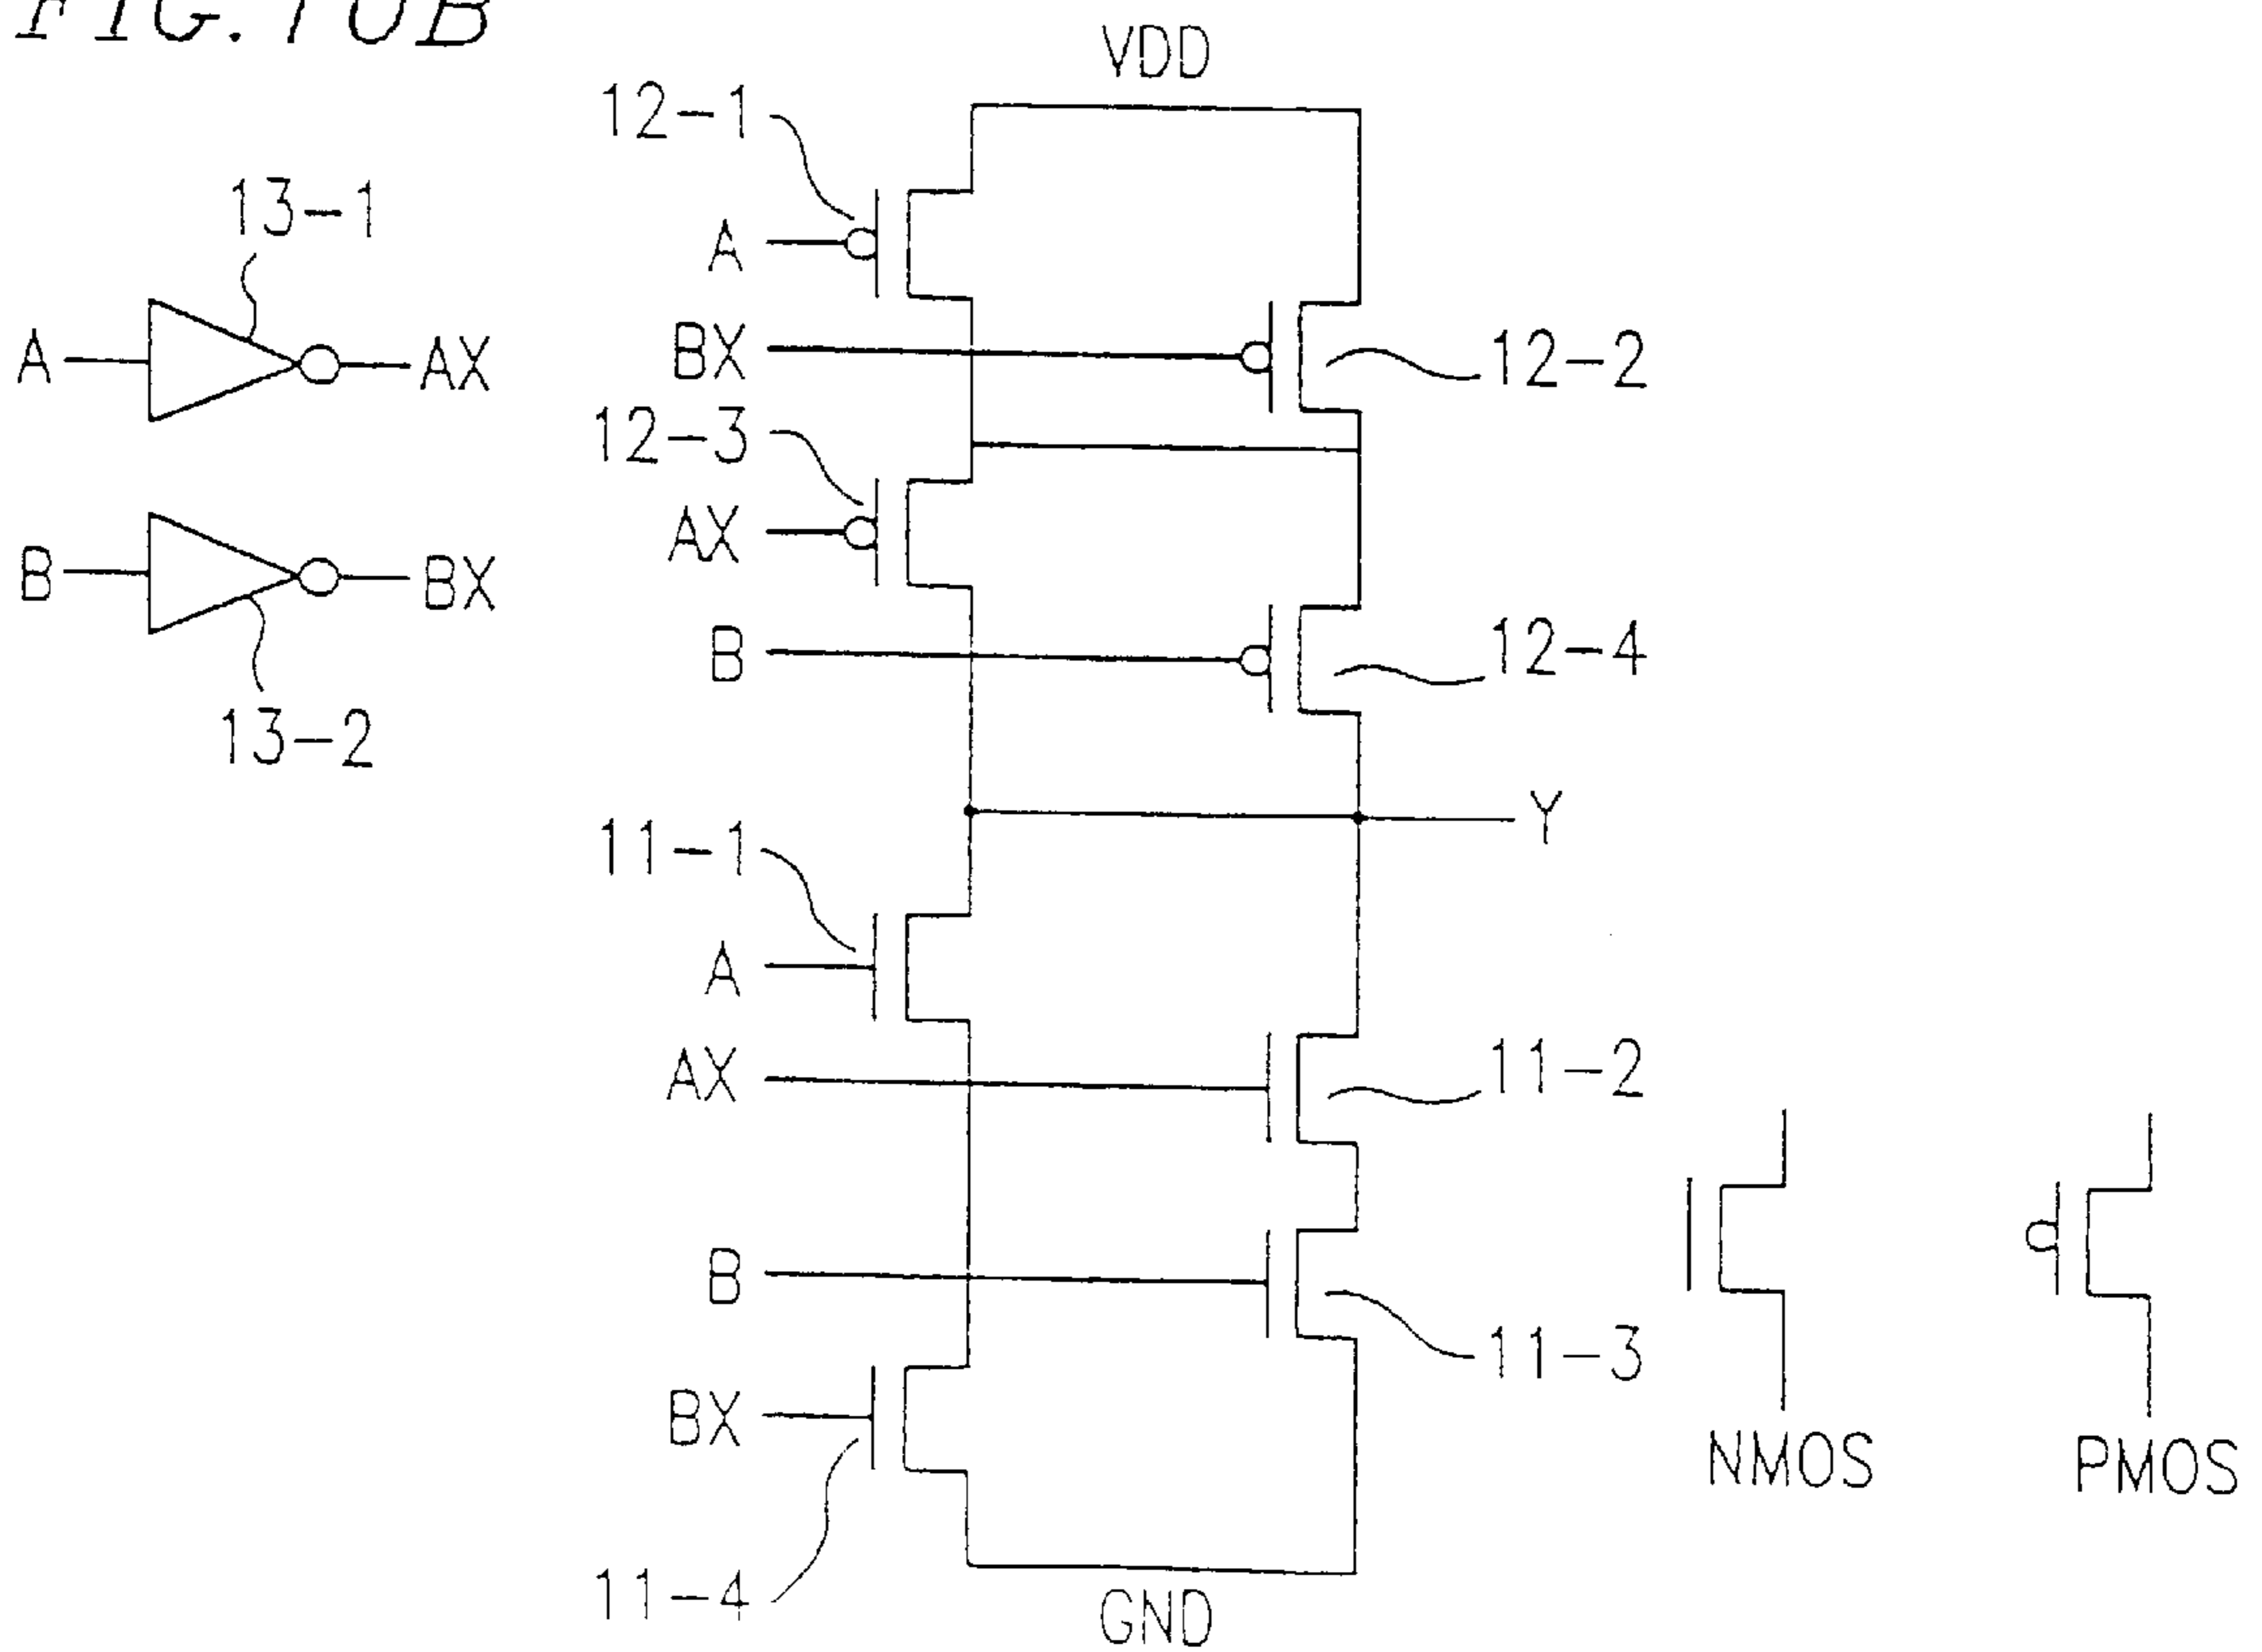 FIG. 10B
VDD
12-1
13-1
A
A
AX
BX
12-2
12-3
AX
B
BX
B
12-4
13-2
Y
11-1
A
AX
11-2
B
11-3
BX
NMOS
PMOS
11-4
GND